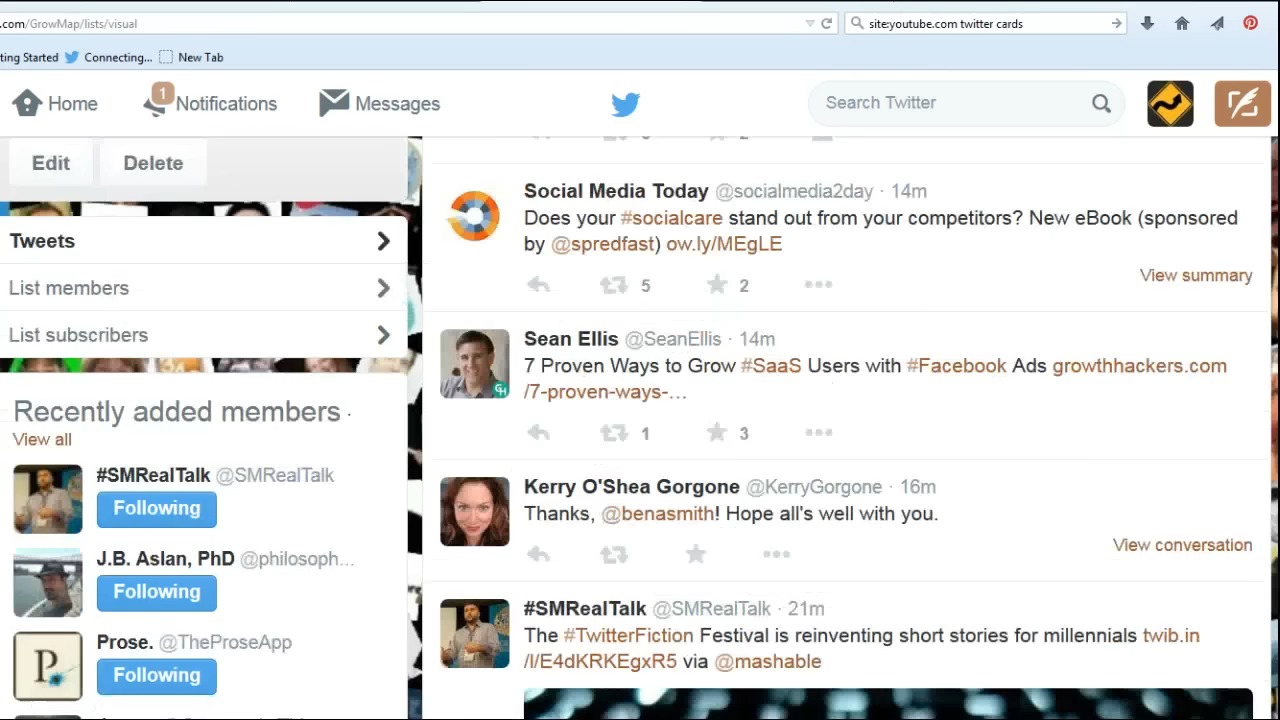 .com/GrowMap/lists/visual
site:youtube.com twitter cards
ting Started
Connecting...
New Tab
Home
1
Notifications
Messages
Search Twitter
Edit
Delete
Tweets
List members
List subscribers
Recently added members ·
View all
#SMRealTalk @SMRealTalk
Following
J.B. Aslan, PhD @philosoph...
Following
Prose. @TheProseApp
Following
P.
Social Media Today @socialmedia2day · 14m
Does your #socialcare stand out from your competitors? New eBook (sponsored
by @spredfast) ow.ly/MEgLE
5
2
View summary
Sean Ellis @SeanEllis · 14m
7 Proven Ways to Grow #SaaS Users with #Facebook Ads growthhackers.com
/7-proven-ways-…
1
3
GH
Kerry O'Shea Gorgone @KerryGorgone · 16m
Thanks, @benasmith! Hope all's well with you.
View conversation
#SMRealTalk @SMRealTalk · 21m
The #TwitterFiction Festival is reinventing short stories for millennials twib.in
/l/E4dKRKEgxR5 via @mashable